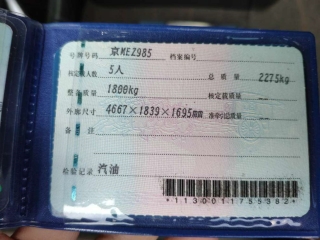 号牌号码 京MEZ985 档案编号
核定载人数 5人 总质量 2275kg
整备质量 1800kg 核定载质量 --
外廓尺寸 4667×1839×1695mm 准牵引总质量 --
备注
检验记录 汽油
*113001755382*